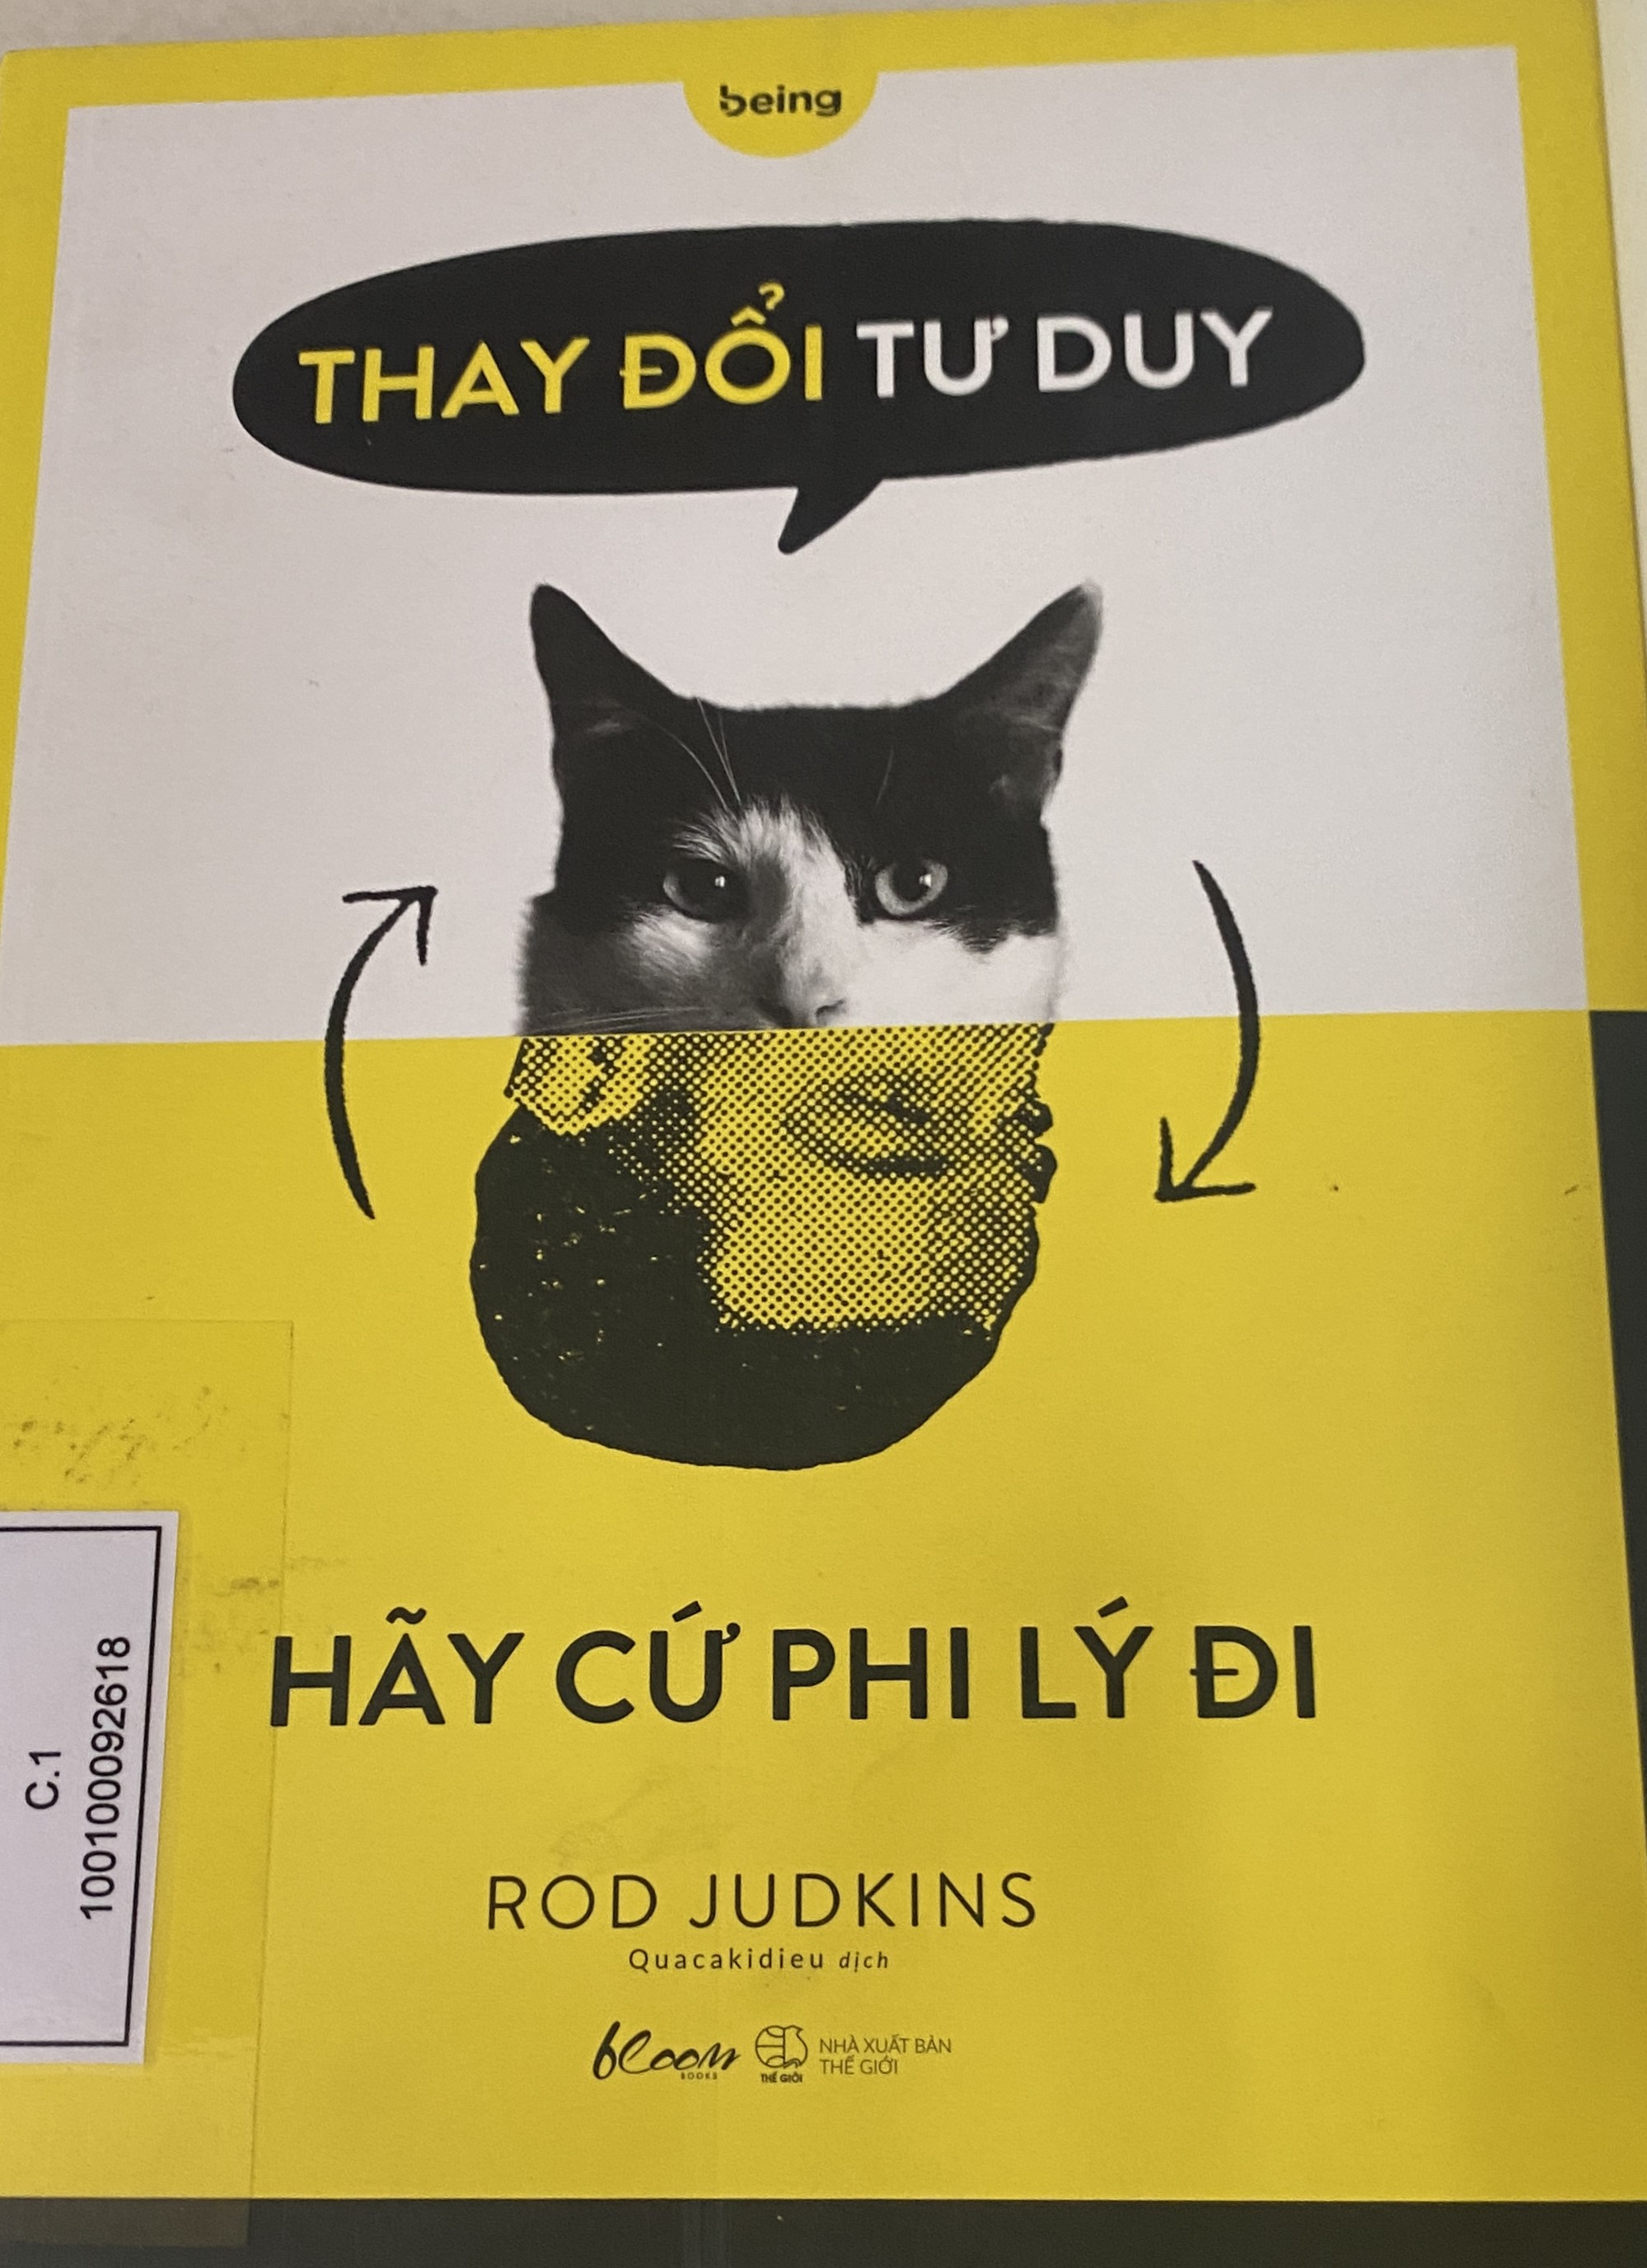 being
THAY ĐỔI TƯ DUY
HÃY CỨ PHI LÝ ĐI
C.1
100100092618
ROD JUDKINS
Quacakidieu dịch
bloom
BOOKS
THẾ GIỚI
NHÀ XUẤT BẢN
THẾ GIỚI